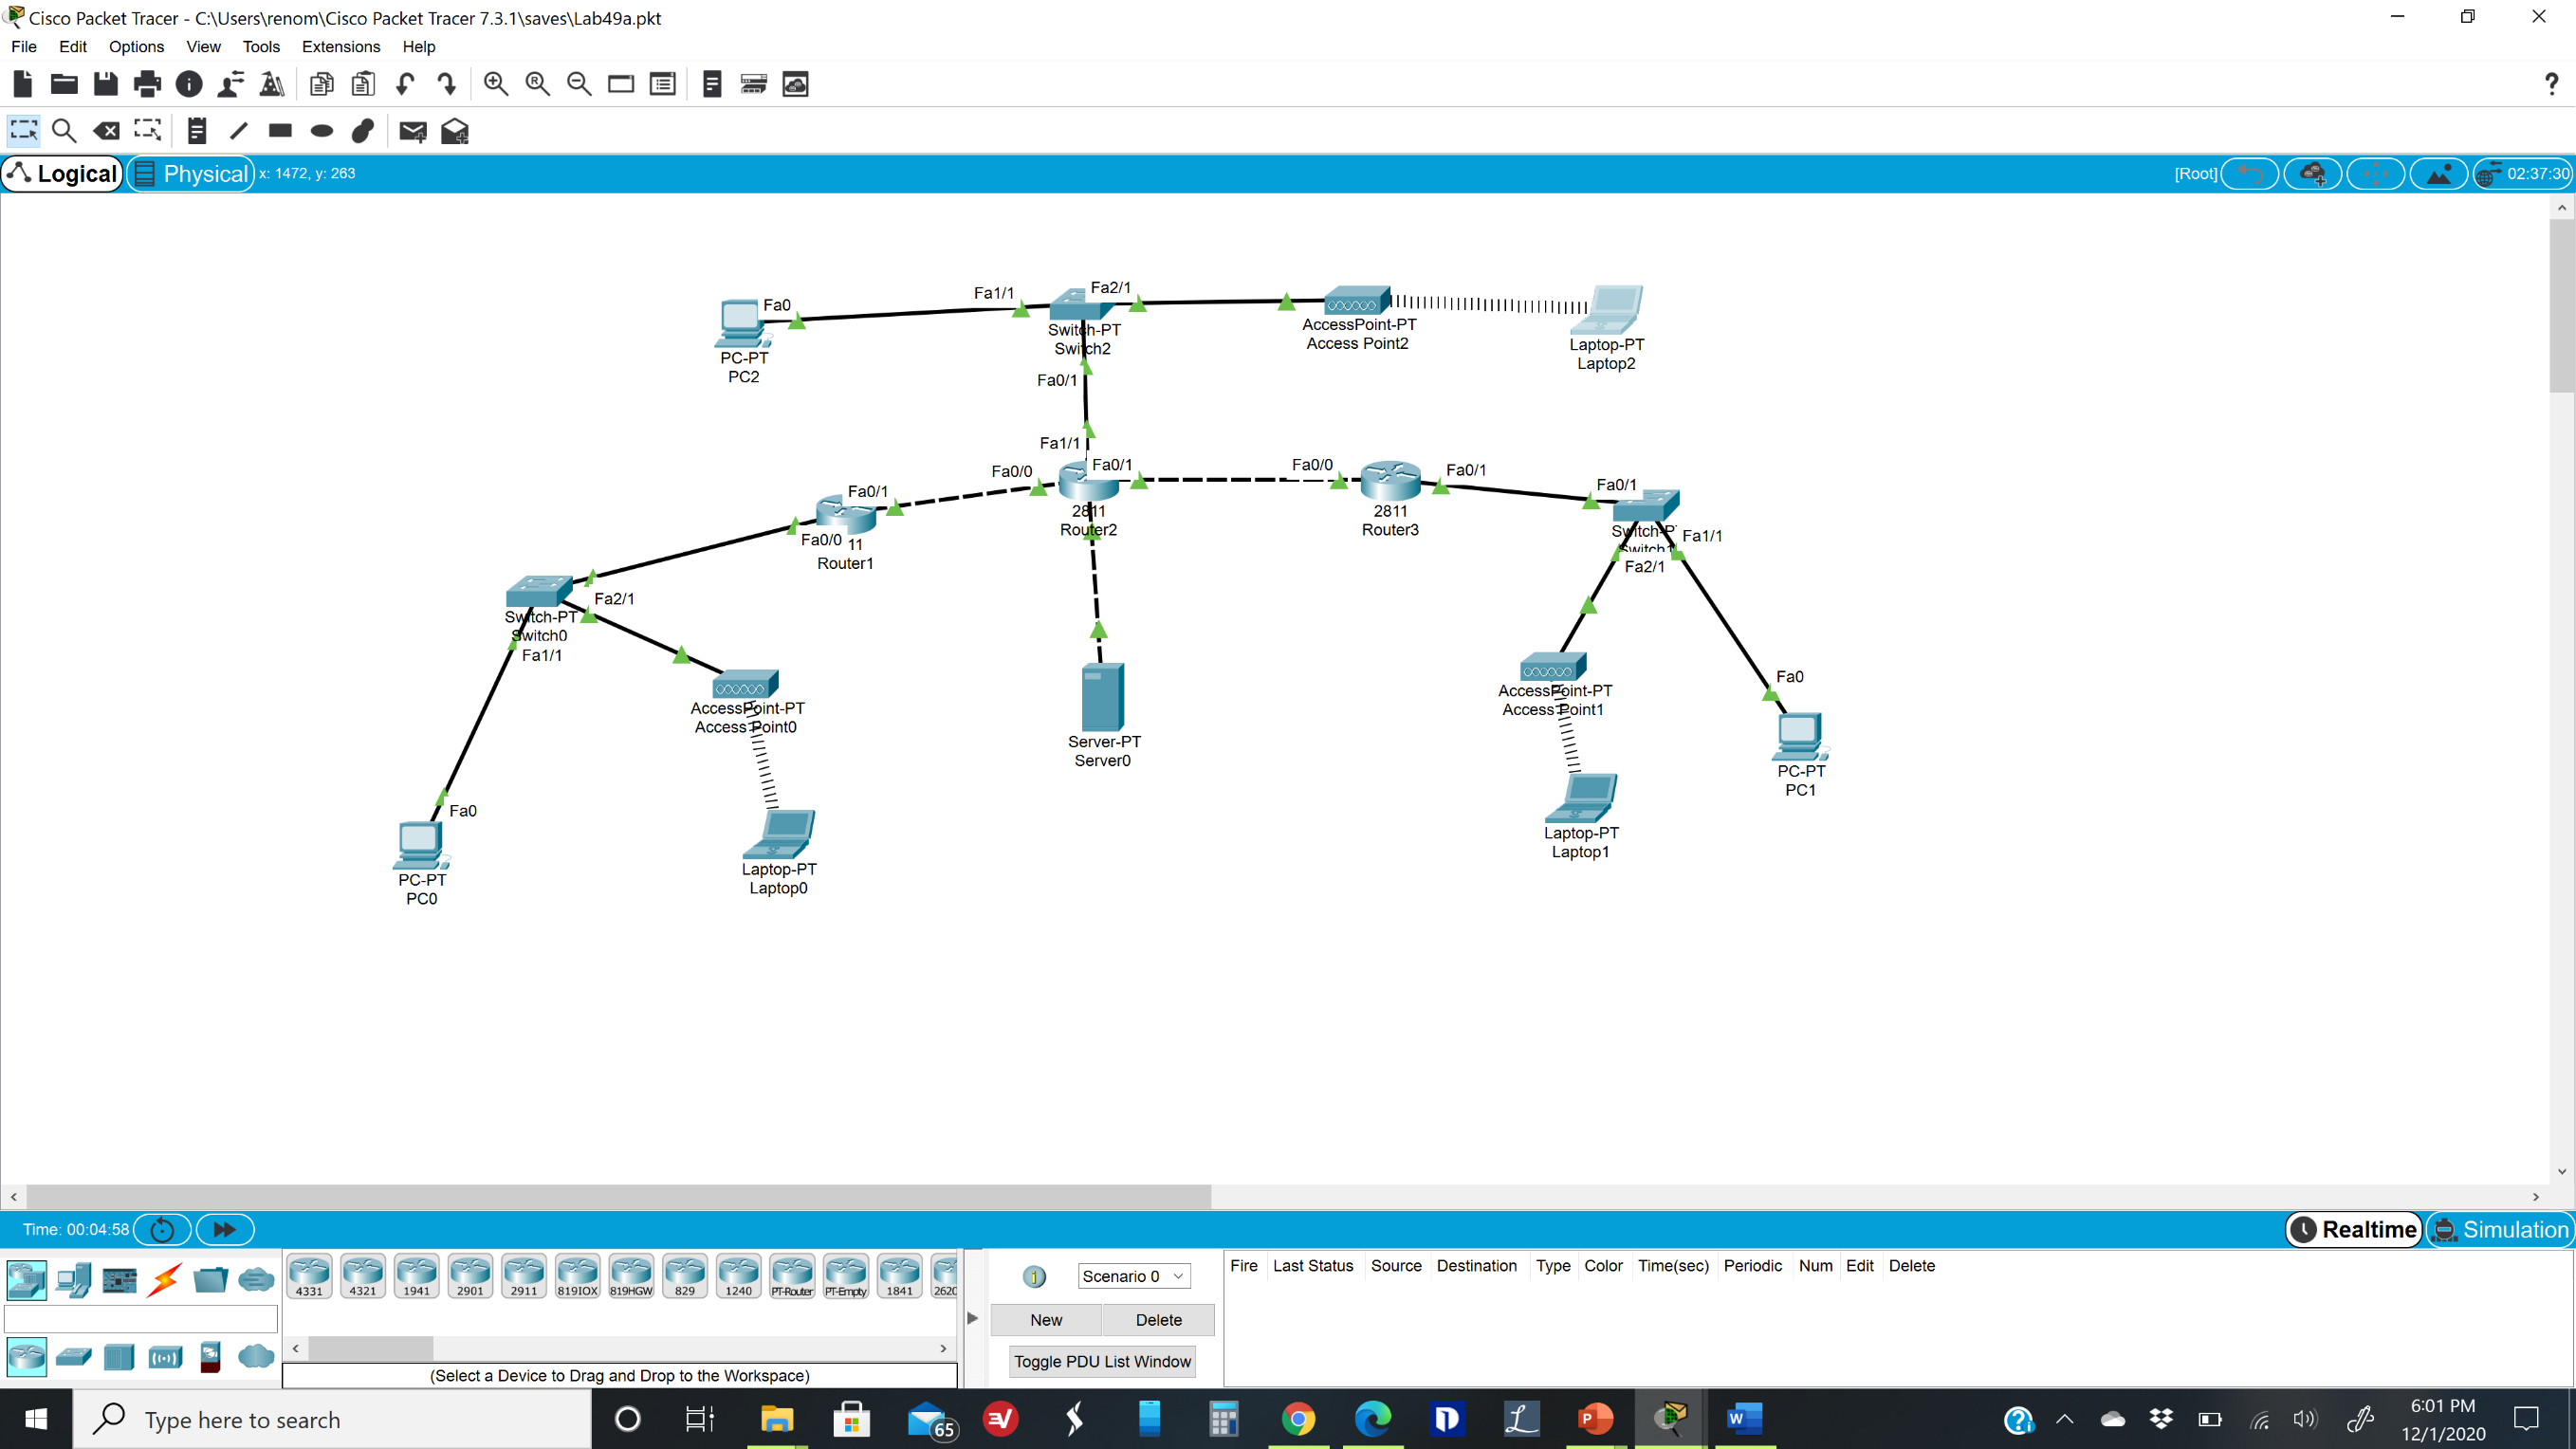 Cisco Packet Tracer - C:\Users\renom\Cisco Packet Tracer 7.3.1\saves\Lab49a.pkt
File Edit Options View Tools Extensions Help
Logical Physical x: 1472, y: 263 [Root] 02:37:30
Fa0 Fa1/1 Fa2/1
PC-PT
PC2
Switch-PT
Switch2
AccessPoint-PT
Access Point2
Laptop-PT
Laptop2
Fa0/1
Fa1/1
Fa0/0 Fa0/1 Fa0/0 Fa0/1
2811
Router2
2811
Router3
Fa0/1
Fa0/0 11
Router1
Fa0/1
Switch-P
Switch1
Fa1/1
Fa2/1
Switch-PT
Switch0
Fa2/1
Fa1/1
AccessPoint-PT
Access Point0
Server-PT
Server0
AccessPoint-PT
Access Point1
Fa0
PC-PT
PC1
Laptop-PT
Laptop1
Fa0
PC-PT
PC0
Laptop-PT
Laptop0
Time: 00:04:58 Realtime Simulation
4331 4321 1941 2901 2911 819IOX 819HGW 829 1240 PT-Router PT-Empty 1841 2620
Scenario 0
New Delete
Toggle PDU List Window
Fire Last Status Source Destination Type Color Time(sec) Periodic Num Edit Delete
(Select a Device to Drag and Drop to the Workspace)
Type here to search
65
6:01 PM
12/1/2020